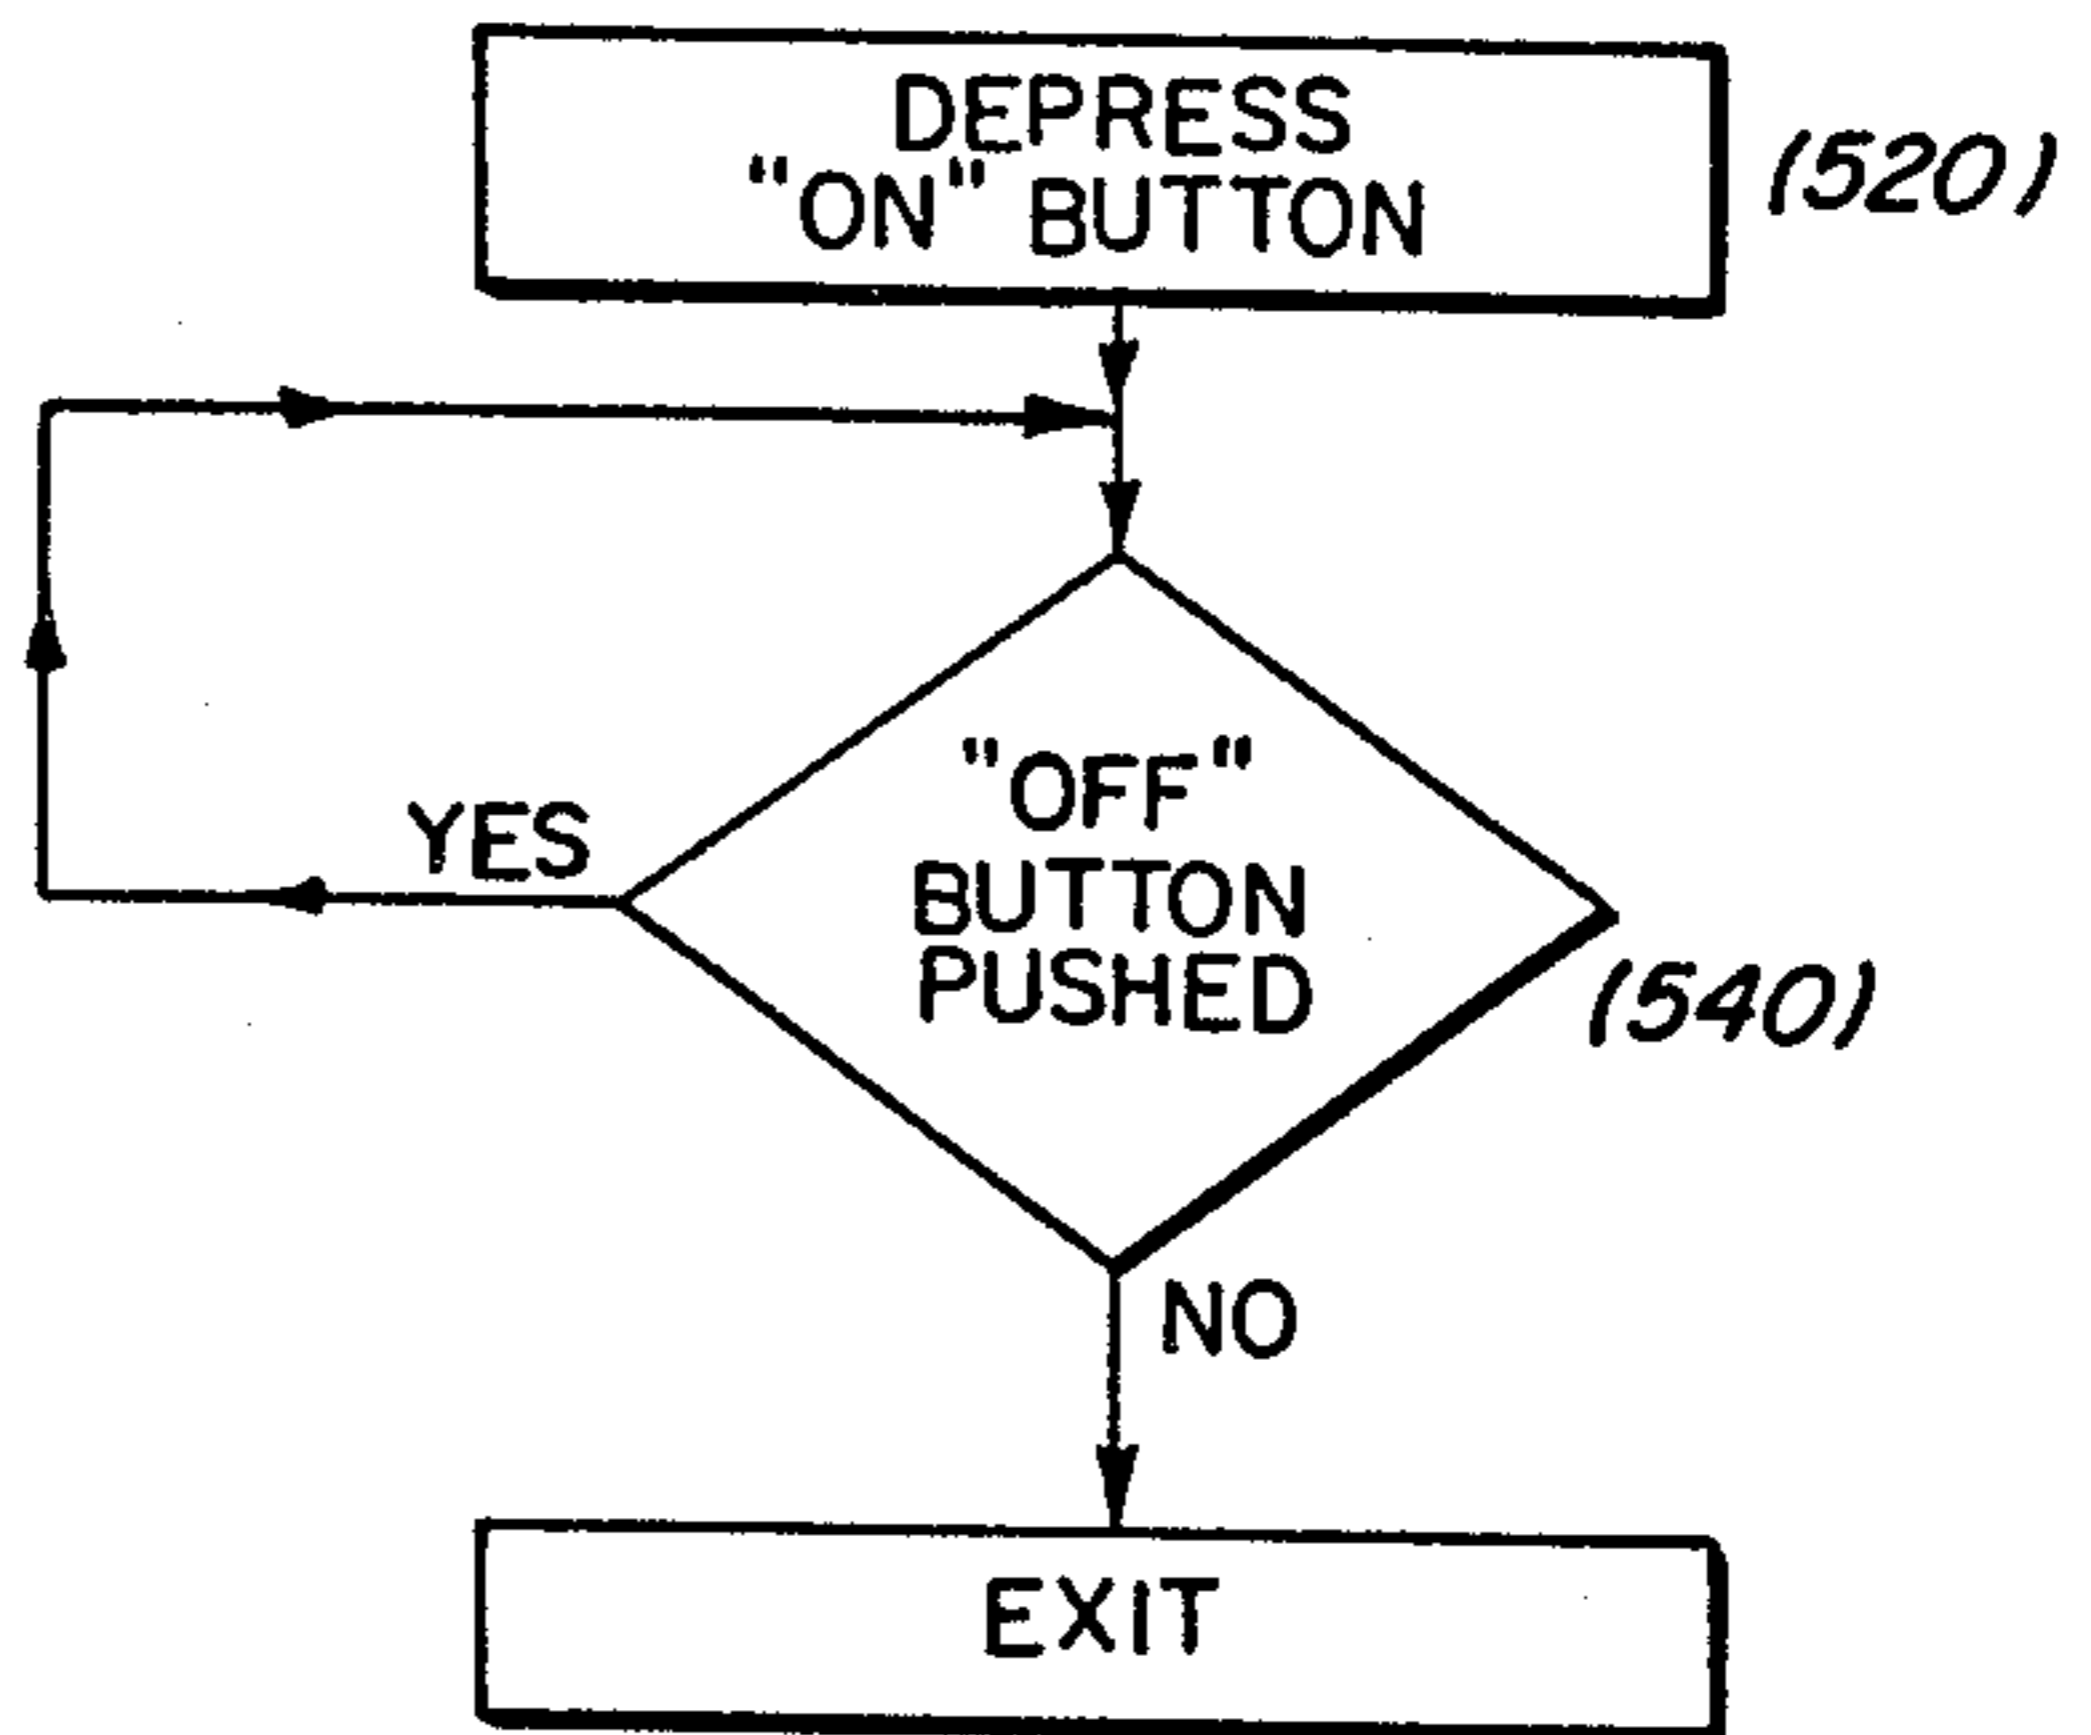 DEPRESS
"ON" BUTTON
(520)
"OFF"
BUTTON
PUSHED
YES
(540)
NO
EXIT